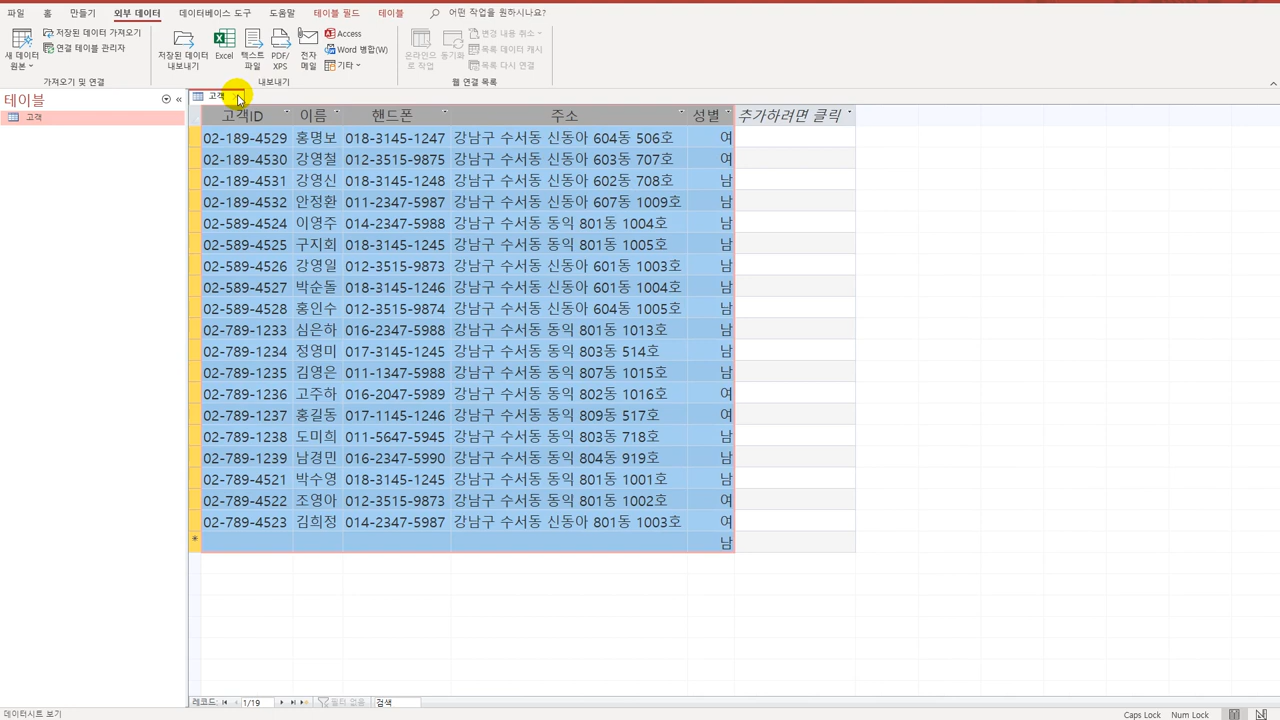 파일 홈 만들기 외부 데이터 데이터베이스 도구 도움말 테이블 필드 테이블 어떤 작업을 원하시나요?
새 데이터 원본
저장된 데이터 가져오기
연결 테이블 관리자
가져오기 및 연결
저장된 데이터 내보내기
Excel
텍스트 파일
PDF/XPS
전자 메일
Access
Word 병합(W)
기타
내보내기
온라인으로 작업
동기화
변경 내용 취소
목록 데이터 캐시
목록 다시 연결
웹 연결 목록
테이블 «
고객
고객
고객ID 이름 핸드폰 주소 성별 추가하려면 클릭
02-189-4529 홍명보 018-3145-1247 강남구 수서동 신동아 604동 506호 여
02-189-4530 강영철 012-3515-9875 강남구 수서동 신동아 603동 707호 여
02-189-4531 강영신 018-3145-1248 강남구 수서동 신동아 602동 708호 남
02-189-4532 안정환 011-2347-5987 강남구 수서동 신동아 607동 1009호 남
02-589-4524 이영주 014-2347-5988 강남구 수서동 동익 801동 1004호 남
02-589-4525 구지회 018-3145-1245 강남구 수서동 동익 801동 1005호 남
02-589-4526 강영일 012-3515-9873 강남구 수서동 신동아 601동 1003호 남
02-589-4527 박순돌 018-3145-1246 강남구 수서동 신동아 601동 1004호 남
02-589-4528 홍인수 012-3515-9874 강남구 수서동 신동아 604동 1005호 남
02-789-1233 심은하 016-2347-5988 강남구 수서동 동익 801동 1013호 남
02-789-1234 정영미 017-3145-1245 강남구 수서동 동익 803동 514호 남
02-789-1235 김영은 011-1347-5988 강남구 수서동 동익 807동 1015호 남
02-789-1236 고주하 016-2047-5989 강남구 수서동 동익 802동 1016호 여
02-789-1237 홍길동 017-1145-1246 강남구 수서동 동익 809동 517호 여
02-789-1238 도미희 011-5647-5945 강남구 수서동 동익 803동 718호 남
02-789-1239 남경민 016-2347-5990 강남구 수서동 동익 804동 919호 남
02-789-4521 박수영 018-3145-1245 강남구 수서동 동익 801동 1001호 남
02-789-4522 조영아 012-3515-9873 강남구 수서동 동익 801동 1002호 여
02-789-4523 김희정 014-2347-5987 강남구 수서동 신동아 801동 1003호 여
* 남
레코드: 1/19 필터 없음 검색
데이터시트 보기 Caps Lock Num Lock